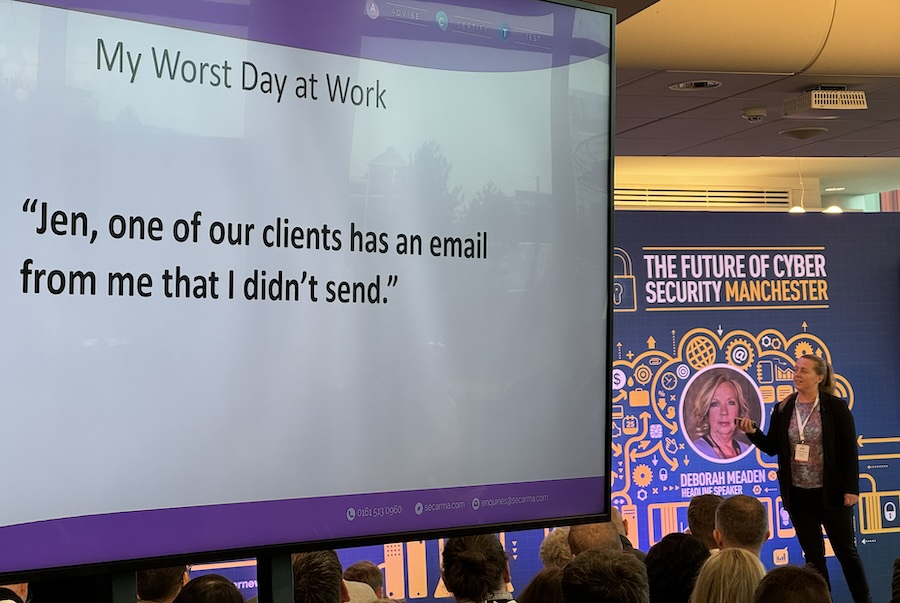 A ADVISE C CERTIFY T TEST
My Worst Day at Work
“Jen, one of our clients has an email
from me that I didn’t send.”
0161 513 0960 secarma.com enquiries@secarma.com
THE FUTURE OF CYBER
SECURITY MANCHESTER
DEBORAH MEADEN
HEADLINE SPEAKER